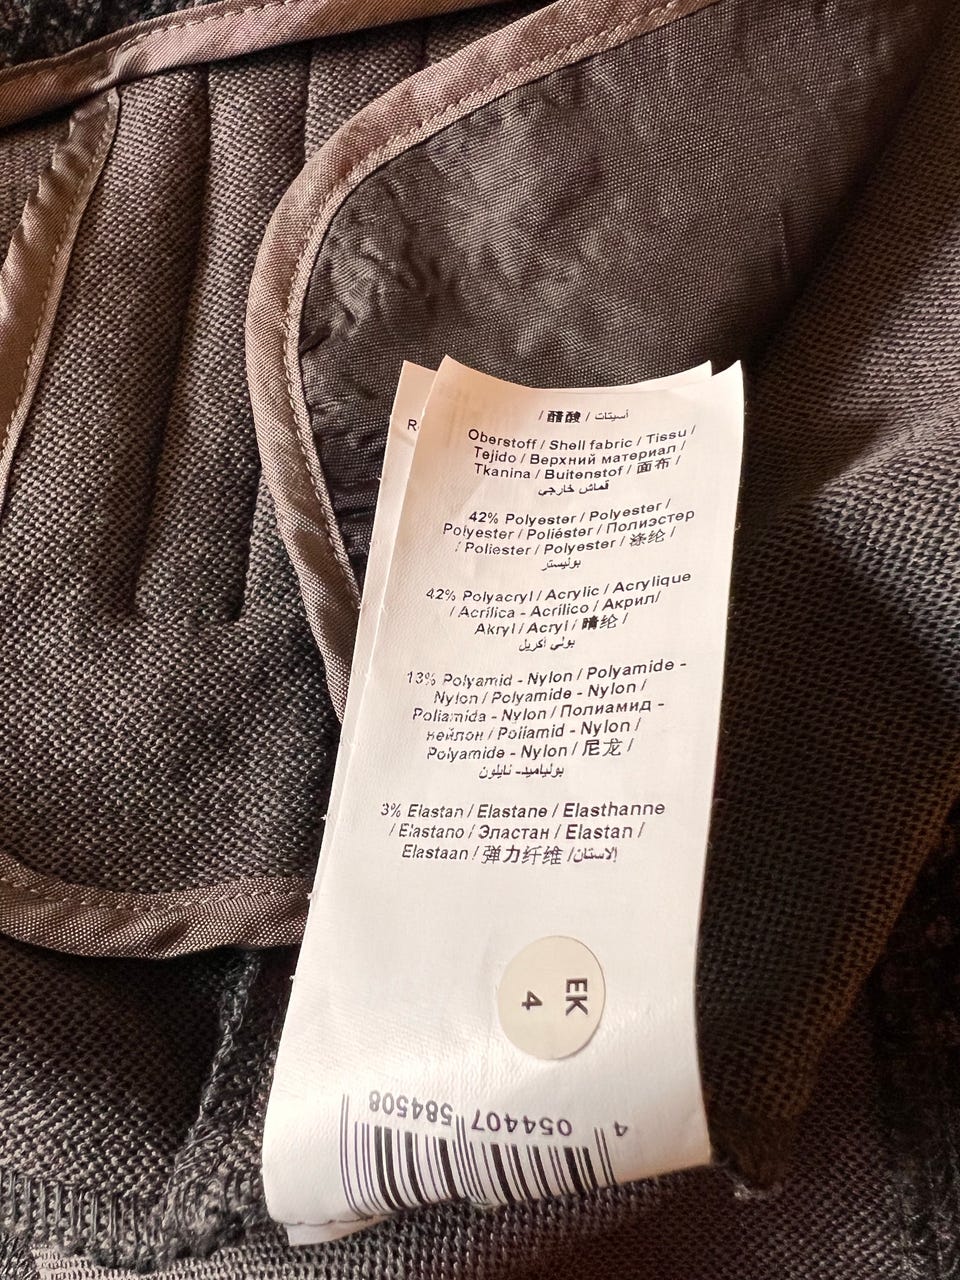 / 醋酸 / أسيتات
R
Oberstoff / Shell fabric / Tissu /
Tejido / Верхний материал /
Tkanina / Buitenstof / 面布 /
قماش خارجي
42% Polyester / Polyester /
Polyester / Poliéster / Полиэстер
/ Poliester / Polyester / 涤纶 /
بوليستر
42% Polyacryl / Acrylic / Acrylique
/ Acrílica - Acrílico / Акрил/
Akryl / Acryl / 晴纶 /
بولي أكريل
13% Polyamid - Nylon / Polyamide -
Nylon / Polyamide - Nylon /
Poliamida - Nylon / Полиамид -
нейлон / Poliamid - Nylon /
Polyamide - Nylon / 尼龙 /
بولياميد- نايلون
3% Elastan / Elastane / Elasthanne
/ Elastano / Эластан / Elastan /
Elastaan / 弹力纤维 /الاستان
EK
4
4 054407 584508